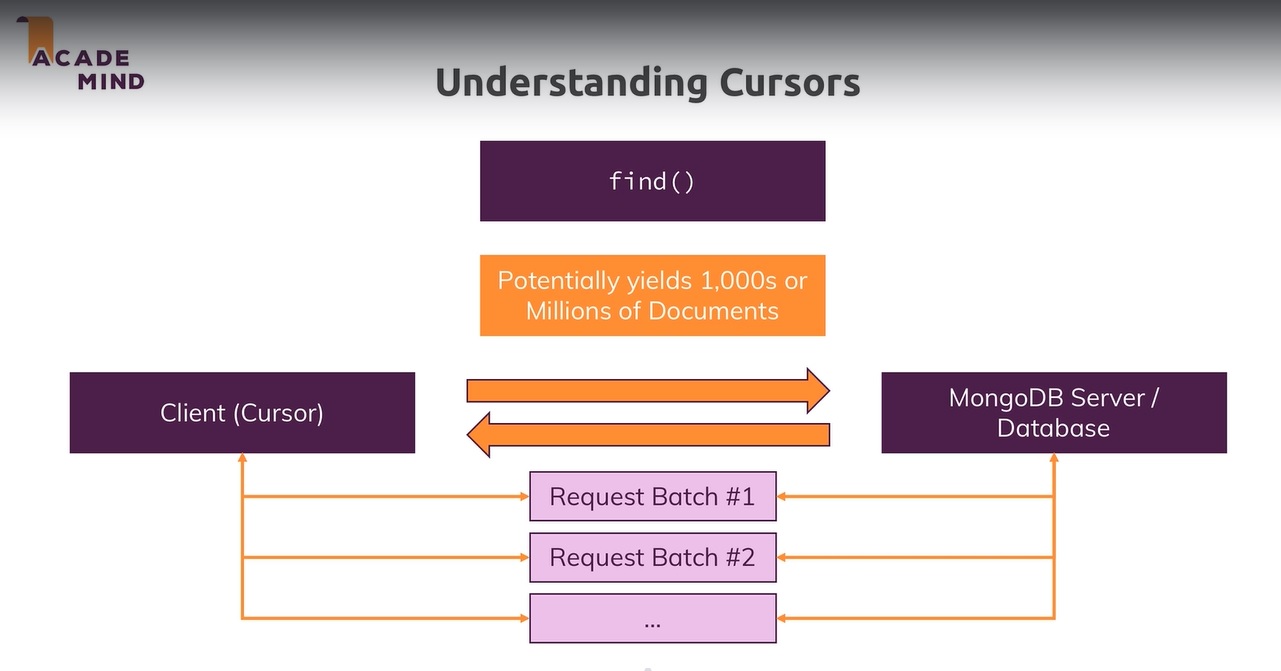 ACADE
MIND
Understanding Cursors
find()
Potentially yields 1,000s or
Millions of Documents
Client (Cursor)
MongoDB Server /
Database
Request Batch #1
Request Batch #2
...